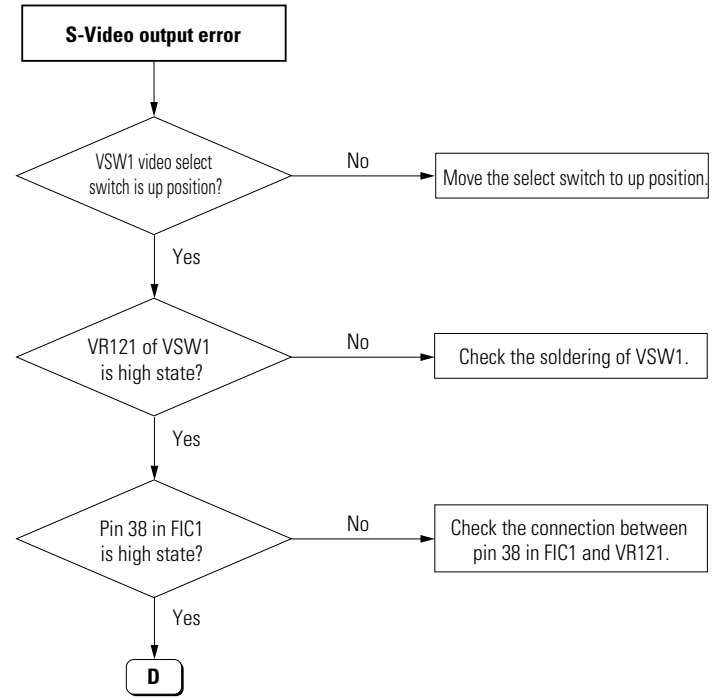 S-Video output error
VSW1 video select
switch is up position?
No
Move the select switch to up position.
Yes
VR121 of VSW1
is high state?
No
Check the soldering of VSW1.
Yes
Pin 38 in FIC1
is high state?
No
Check the connection between
pin 38 in FIC1 and VR121.
Yes
D